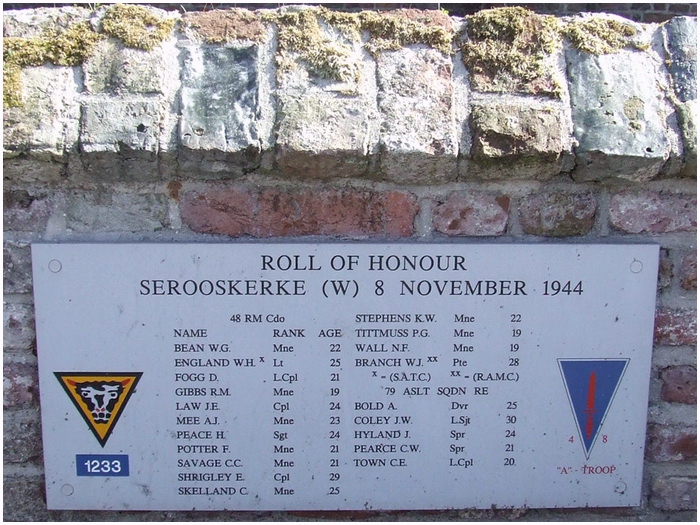 ROLL OF HONOUR
SEROOSKERKE (W) 8 NOVEMBER 1944
48 RM Cdo
NAME RANK AGE
BEAN W.G. Mne 22
ENGLAND W.H. x Lt 25
FOGG D. L.Cpl 21
GIBBS R.M. Mne 19
LAW J.E. Cpl 24
MEE A.J. Mne 23
PEACE H. Sgt 24
POTTER F. Mne 21
SAVAGE C.C. Mne 21
SHRIGLEY E. Cpl 29
SKELLAND C. Mne 25
STEPHENS K.W. Mne 22
TITTMUSS P.G. Mne 19
WALL N.F. Mne 19
BRANCH W.J. xx Pte 28
x = (S.A.T.C.) xx = (R.A.M.C.)
79 ASLT SQDN RE
BOLD A. Dvr 25
COLEY J.W. L.Sjt 30
HYLAND J. Spr 24
PEARCE C.W. Spr 21
TOWN C.E. L.Cpl 20
1233
4 8
"A" - TROOP